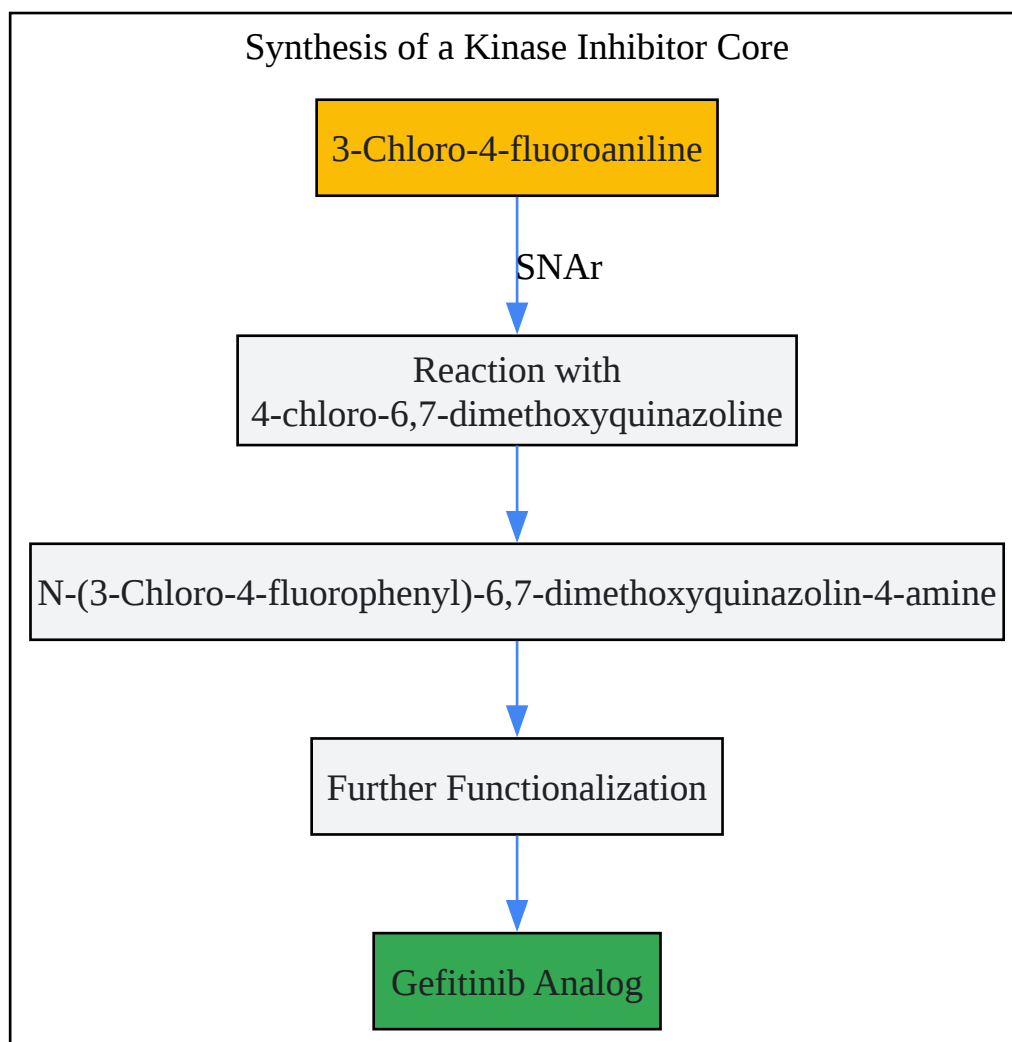 Synthesis of a Kinase Inhibitor Core
3-Chloro-4-fluoroaniline
SNAr
Reaction with
4-chloro-6,7-dimethoxyquinazoline
N-(3-Chloro-4-fluorophenyl)-6,7-dimethoxyquinazolin-4-amine
Further Functionalization
Gefitinib Analog